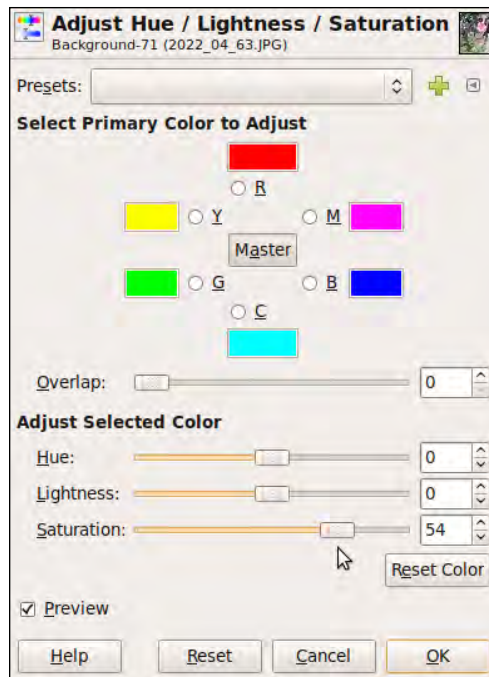 Adjust Hue / Lightness / Saturation
Background-71 (2022_04_63.JPG)
Presets:
Select Primary Color to Adjust
R
Y M
Master
G B
C
Overlap: 0
Adjust Selected Color
Hue: 0
Lightness: 0
Saturation: 54
Reset Color
Preview
Help Reset Cancel OK